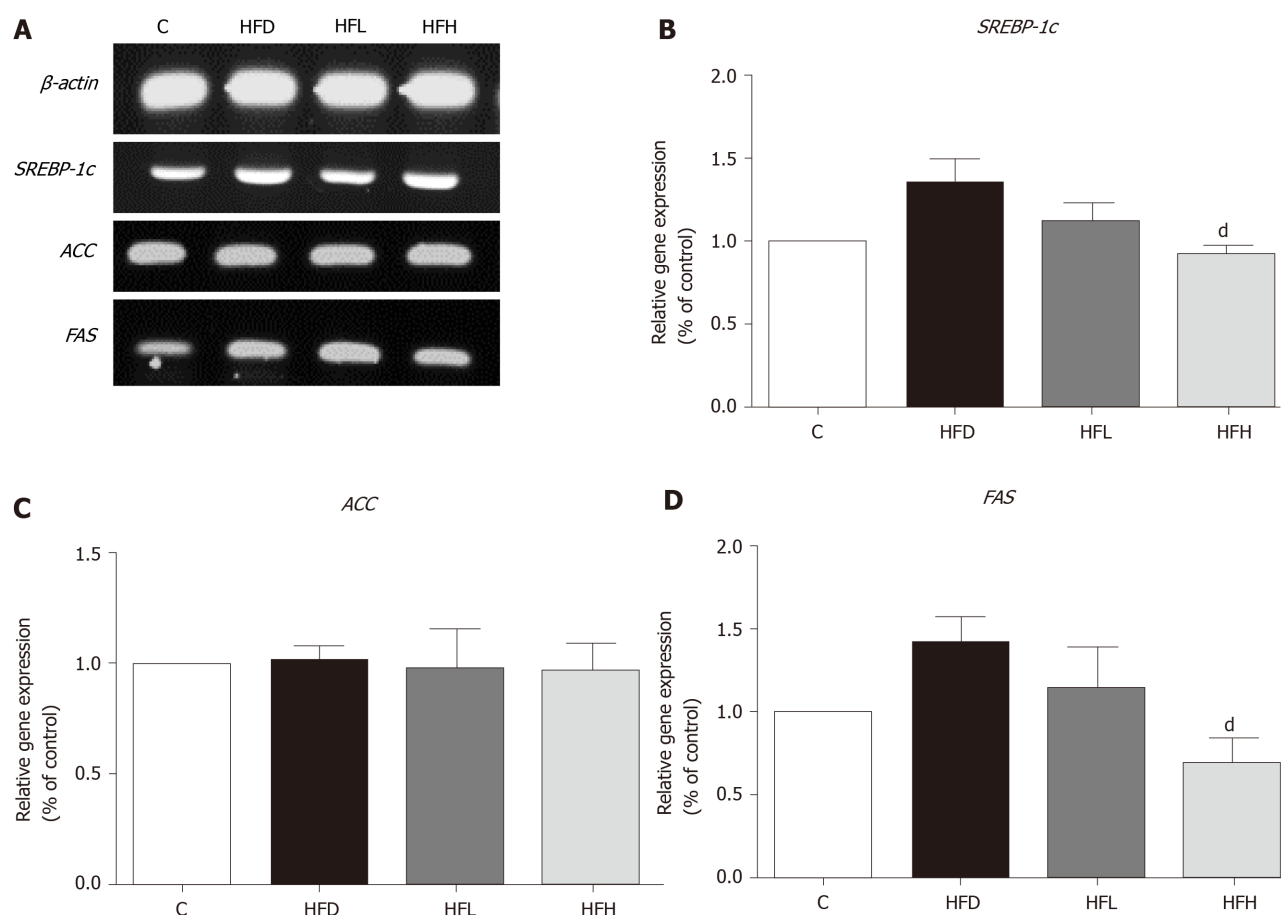 A
C HFD HFL HFH
β-actin
SREBP-1c
ACC
FAS
B
SREBP-1c
Relative gene expression
(% of control)
2.0
1.5
1.0
0.5
0.0
d
C HFD HFL HFH
C
ACC
Relative gene expression
(% of control)
1.5
1.0
0.5
0.0
C HFD HFL HFH
D
FAS
Relative gene expression
(% of control)
2.0
1.5
1.0
0.5
0.0
d
C HFD HFL HFH